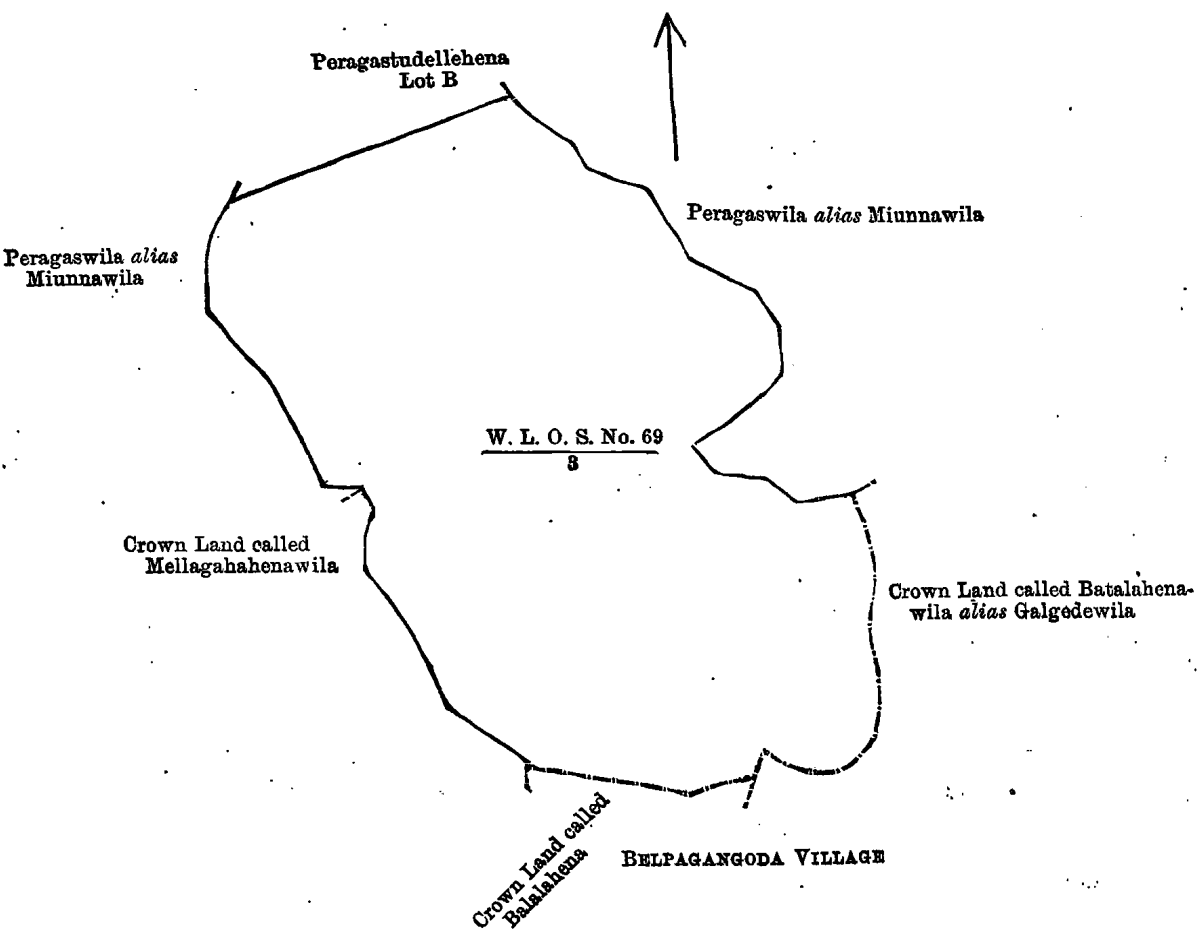 Peragastudellehena
Lot B
Peragaswila alias Miunnawila
Peragaswila alias
Miunnawila
W. L. O. S. No. 69
3
Crown Land called
Mellagahahenawila
Crown Land called Batalahena-
wila alias Galgedewila
Crown Land called
Balalahena
BELPAGANGODA VILLAGE